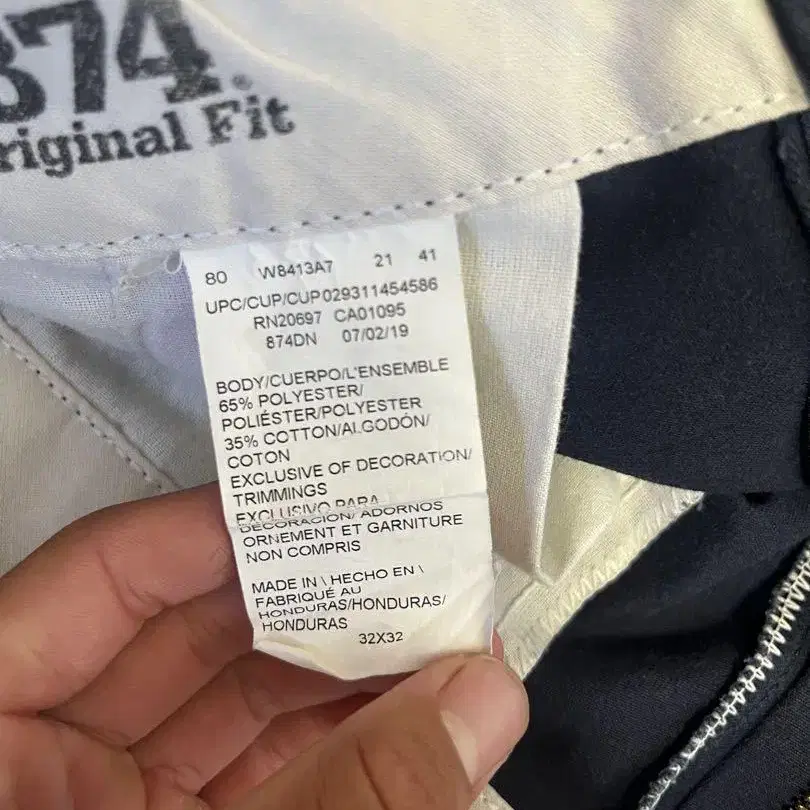 874®
Original Fit
80 W8413A7 21 41
UPC/CUP/CUP029311454586
RN20697 CA01095
874DN 07/02/19
BODY/CUERPO/L'ENSEMBLE
65% POLYESTER/
POLIÉSTER/POLYESTER
35% COTTON/ALGODÓN/
COTON
EXCLUSIVE OF DECORATION/
TRIMMINGS
EXCLUSIVO PARA
DECORACIÓN/ ADORNOS
ORNEMENT ET GARNITURE
NON COMPRIS
MADE IN \ HECHO EN \
FABRIQUÉ AU
HONDURAS/HONDURAS/
HONDURAS
32X32